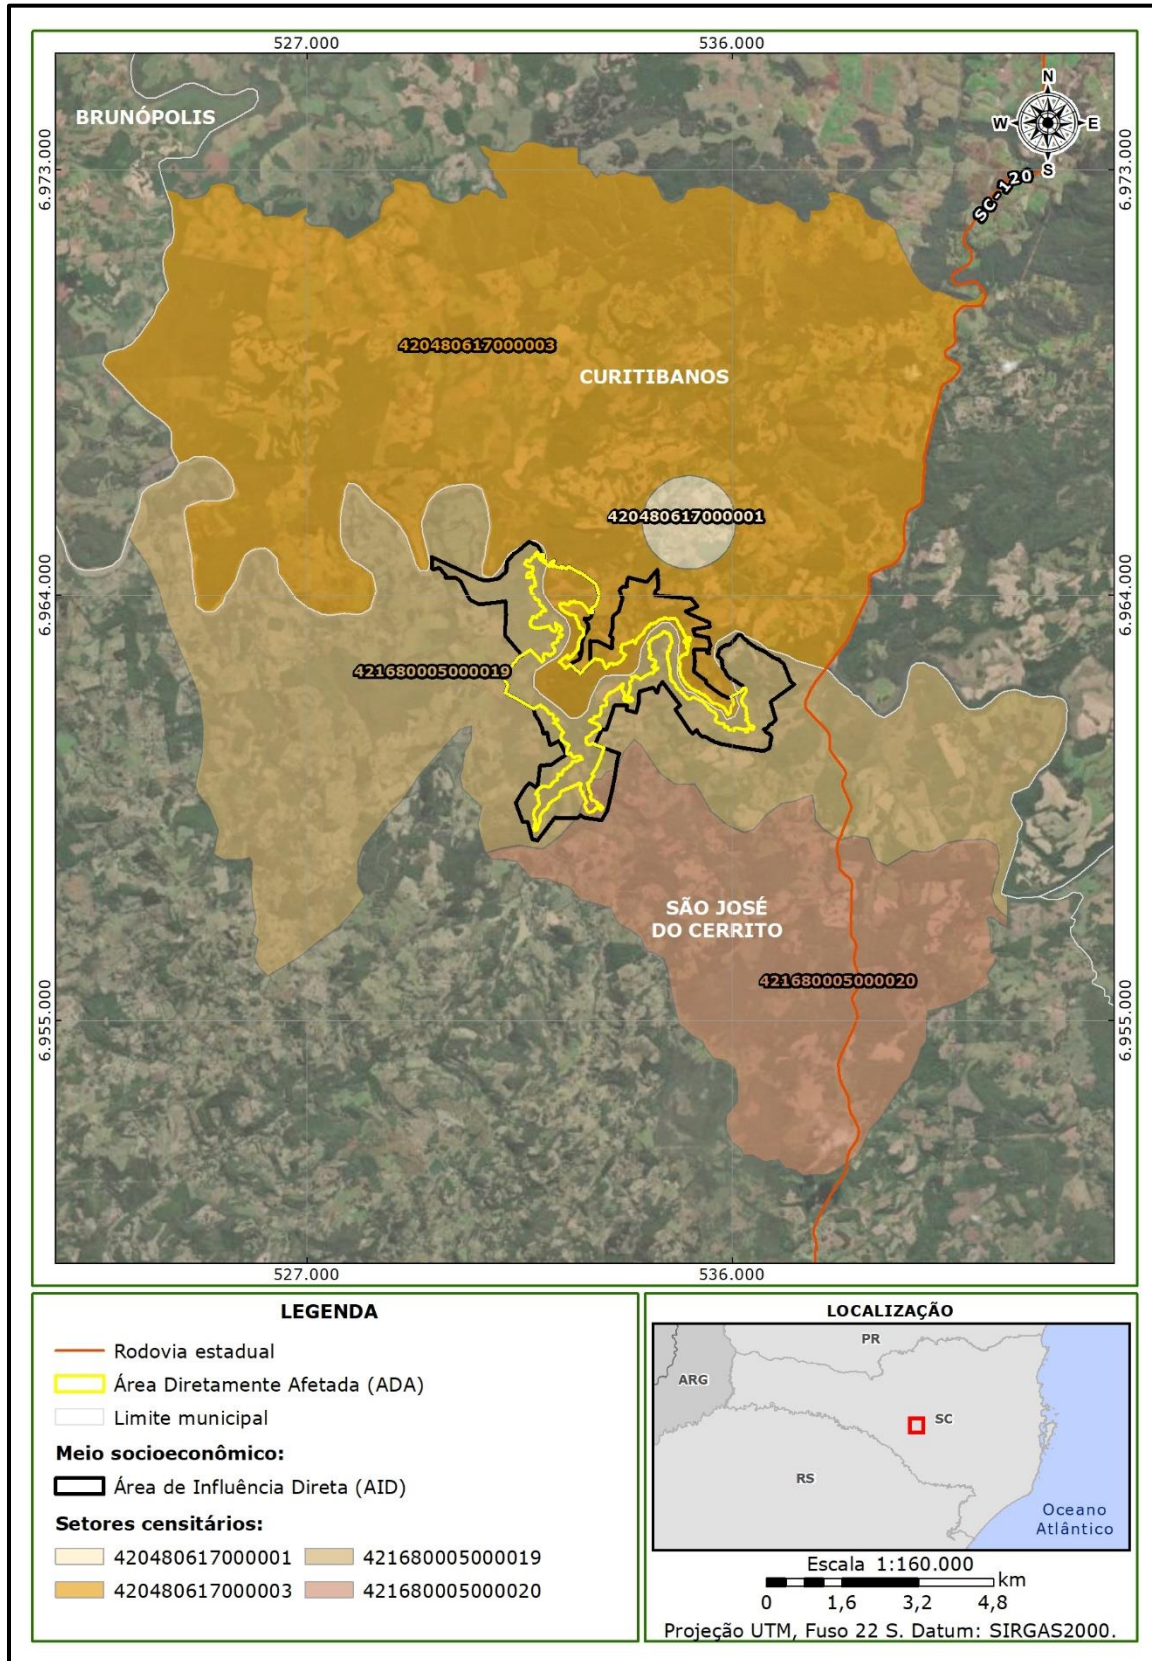 527.000
536.000
BRUNÓPOLIS
N
W
E
S
6.973.000
6.973.000
SC-120
420480617000003
CURITIBANOS
420480617000001
6.964.000
6.964.000
421680005000019
SÃO JOSÉ
DO CERRITO
421680005000020
6.955.000
6.955.000
527.000
536.000
LEGENDA
Rodovia estadual
Área Diretamente Afetada (ADA)
Limite municipal
Meio socioeconômico:
Área de Influência Direta (AID)
Setores censitários:
420480617000001
421680005000019
420480617000003
421680005000020
LOCALIZAÇÃO
PR
ARG
SC
RS
Oceano
Atlântico
Escala 1:160.000
km
0 1,6 3,2 4,8
Projeção UTM, Fuso 22 S. Datum: SIRGAS2000.